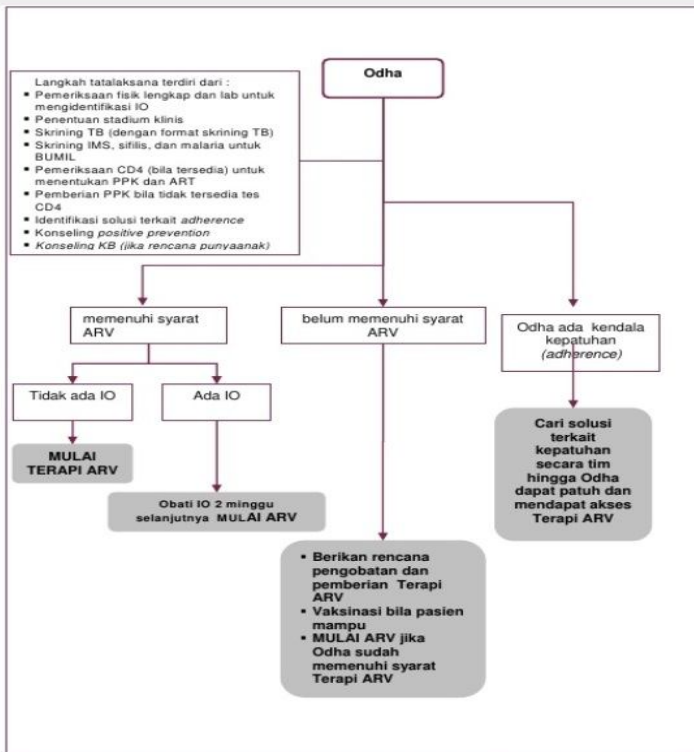 Odha
Langkah tatalaksana terdiri dari :
• Pemeriksaan fisik lengkap dan lab untuk
mengidentifikasi IO
• Penentuan stadium klinis
• Skrining TB (dengan format skrining TB)
• Skrining IMS, sifilis, dan malaria untuk
BUMIL
• Pemeriksaan CD4 (bila tersedia) untuk
menentukan PPK dan ART
• Pemberian PPK bila tidak tersedia tes
CD4
• Identifikasi solusi terkait adherence
• Konseling positive prevention
• Konseling KB (jika rencana punyaanak)
memenuhi syarat
ARV
belum memenuhi syarat
ARV
Odha ada kendala
kepatuhan
(adherence)
Tidak ada IO
Ada IO
MULAI
TERAPI ARV
Obati IO 2 minggu
selanjutnya MULAI ARV
Cari solusi
terkait
kepatuhan
secara tim
hingga Odha
dapat patuh dan
mendapat akses
Terapi ARV
• Berikan rencana
pengobatan dan
pemberian Terapi
ARV
• Vaksinasi bila pasien
mampu
• MULAI ARV jika
Odha sudah
memenuhi syarat
Terapi ARV